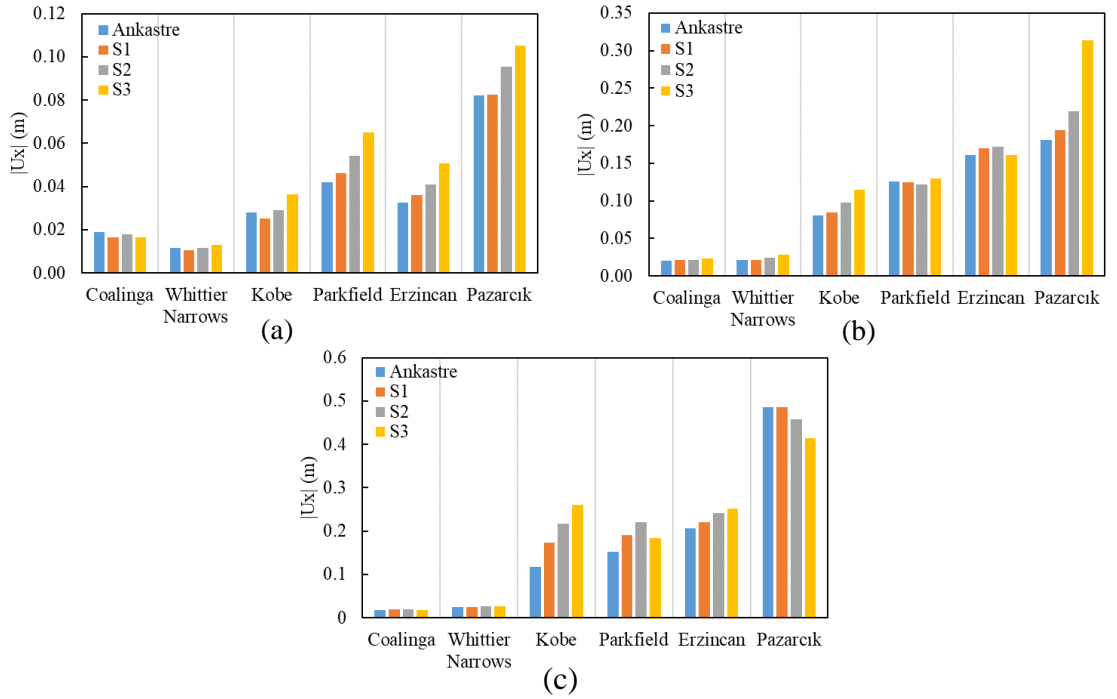 0.12
0.10
0.08
0.06
0.04
0.02
0.00
|Ux| (m)
Ankastre
S1
S2
S3
Coalinga
Whittier
Narrows
Kobe
Parkfield
Erzincan
Pazarcık
(a)
0.35
0.30
0.25
0.20
0.15
0.10
0.05
0.00
|Ux| (m)
Ankastre
S1
S2
S3
Coalinga
Whittier
Narrows
Kobe
Parkfield
Erzincan
Pazarcık
(b)
0.6
0.5
0.4
0.3
0.2
0.1
0
|Ux| (m)
Ankastre
S1
S2
S3
Coalinga
Whittier
Narrows
Kobe
Parkfield
Erzincan
Pazarcık
(c)